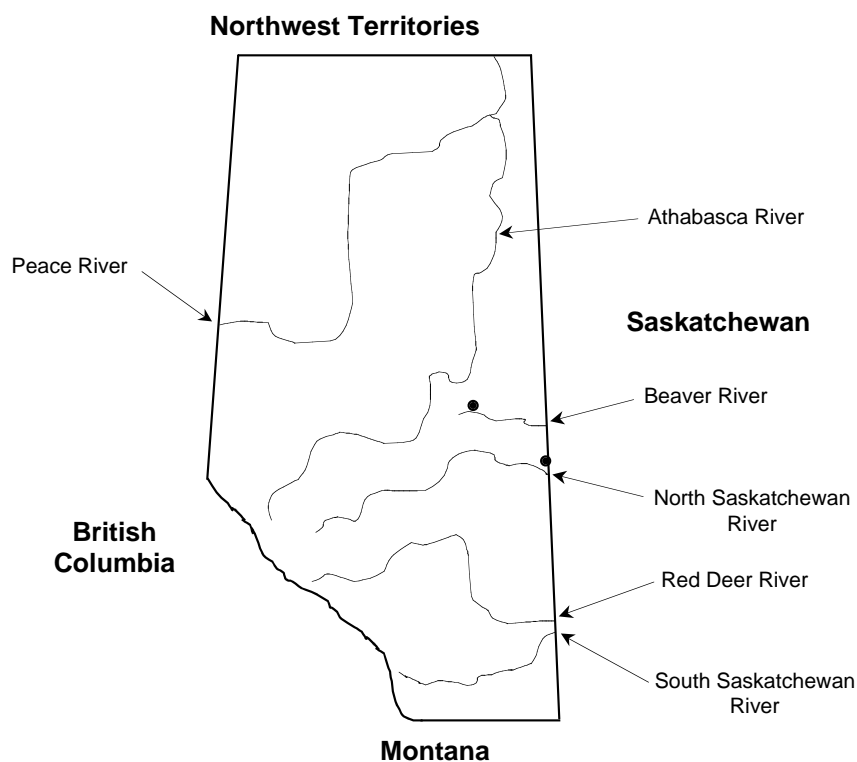 Northwest Territories
Athabasca River
Peace River
Saskatchewan
Beaver River
North Saskatchewan
River
British
Columbia
Red Deer River
South Saskatchewan
River
Montana